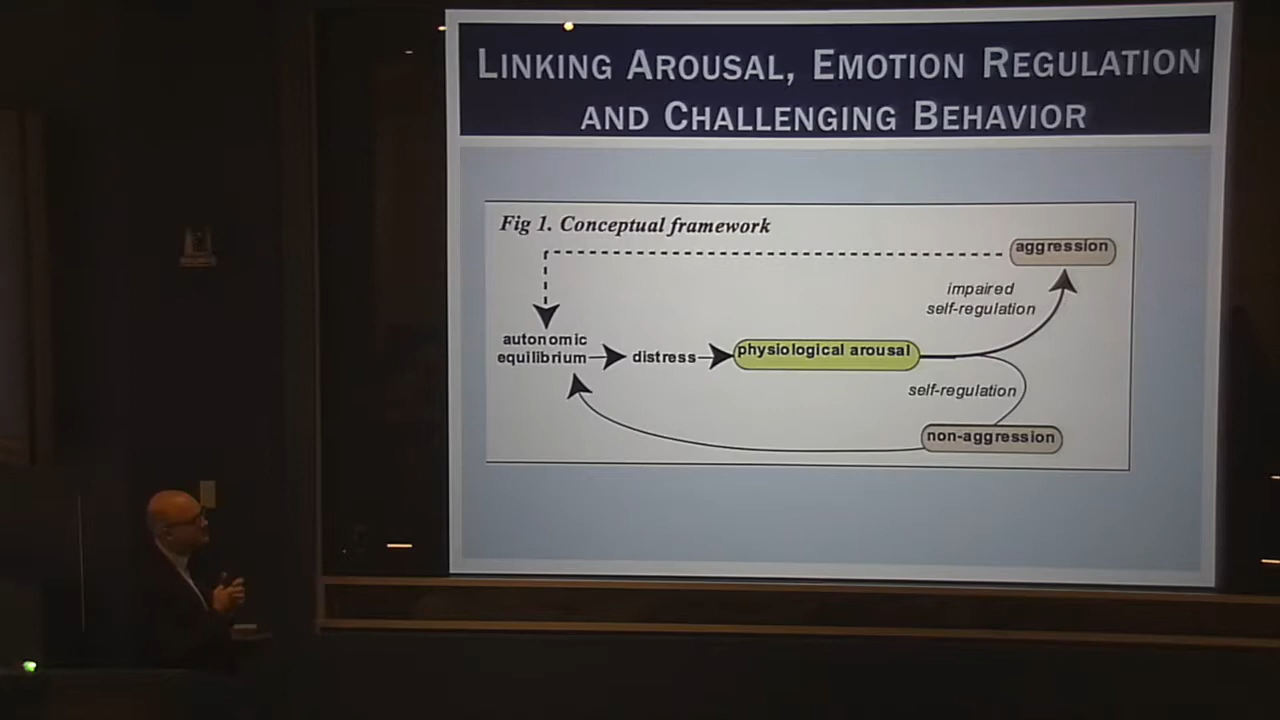 LINKING AROUSAL, EMOTION REGULATION
AND CHALLENGING BEHAVIOR
Fig 1. Conceptual framework
aggression
impaired
self-regulation
autonomic
equilibrium
distress
physiological arousal
self-regulation
non-aggression